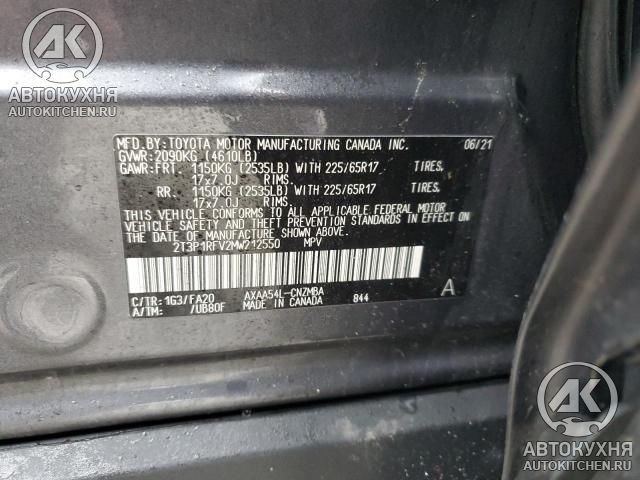 AK
АВТОКУХНЯ
AUTOKITCHEN.RU
MFD.BY:TOYOTA MOTOR MANUFACTURING CANADA INC. 06/21
GVWR:2090KG (4610LB)
GAWR:FRT. 1150KG (2535LB) WITH 225/65R17 TIRES,
17x7.0J RIMS.
RR. 1150KG (2535LB) WITH 225/65R17 TIRES,
17x7.0J RIMS.
THIS VEHICLE CONFORMS TO ALL APPLICABLE FEDERAL MOTOR
VEHICLE SAFETY AND THEFT PREVENTION STANDARDS IN EFFECT ON
THE DATE OF MANUFACTURE SHOWN ABOVE.
2T3P1RFV2MW212550 MPV
C/TR:1G3/FA20 AXAA54L-CNZMBA A
A/TM: /UB80F MADE IN CANADA 844
AK
АВТОКУХНЯ
AUTOKITCHEN.RU